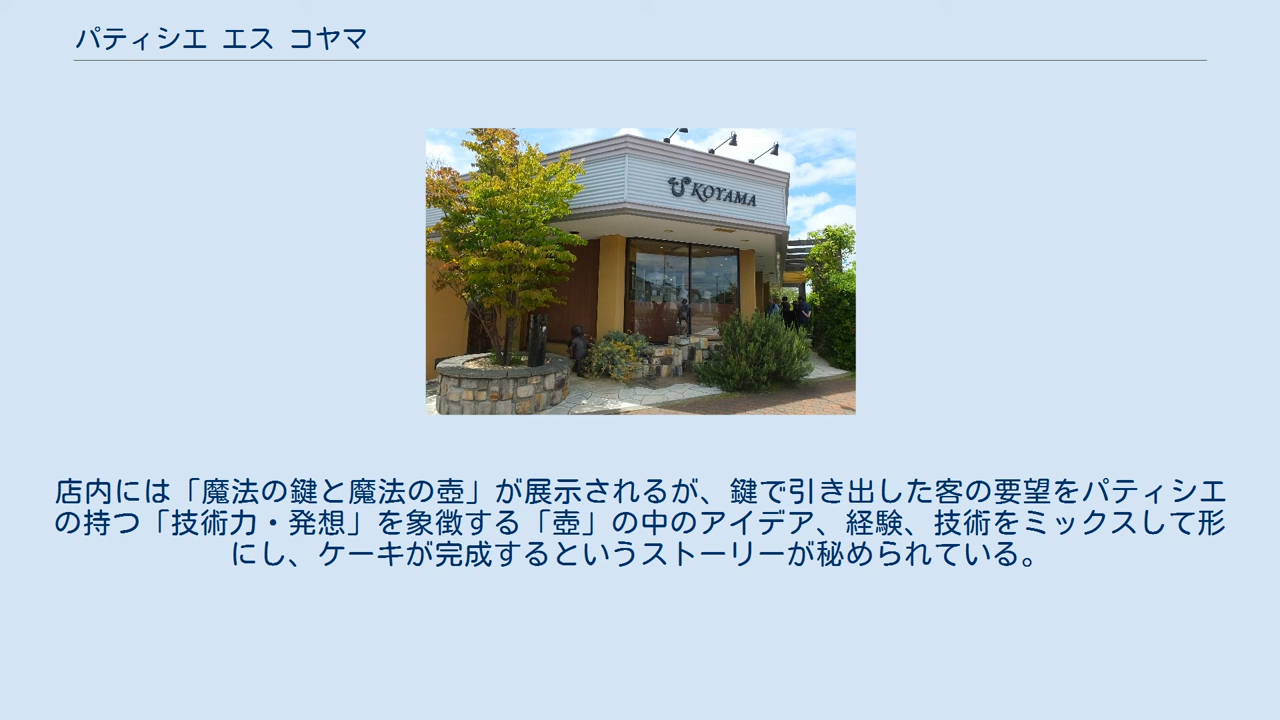 パティシエ エス コヤマ
KOYAMA
店内には「魔法の鍵と魔法の壺」が展示されるが、鍵で引き出した客の要望をパティシエ
の持つ「技術力・発想」を象徴する「壺」の中のアイデア、経験、技術をミックスして形
にし、ケーキが完成するというストーリーが秘められている。